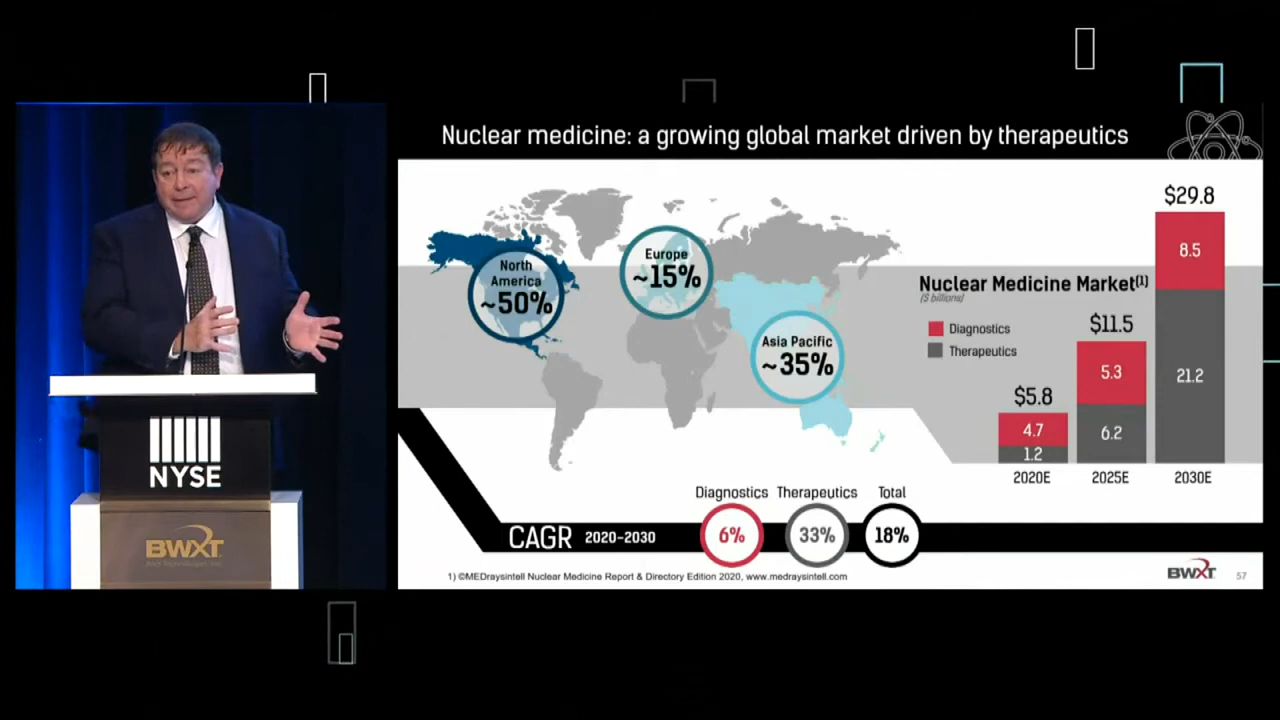 Nuclear medicine: a growing global market driven by therapeutics
North
America
~50%
Europe
~15%
Asia Pacific
~35%
Nuclear Medicine Market(1)
($ billions)
Diagnostics
Therapeutics
$5.8
4.7
1.2
2020E
$11.5
5.3
6.2
2025E
$29.8
8.5
21.2
2030E
CAGR 2020-2030
Diagnostics Therapeutics Total
6% 33% 18%
1) ©MEDraysintell Nuclear Medicine Report & Directory Edition 2020, www.medraysintell.com
BWXT 57
NYSE
BWXT